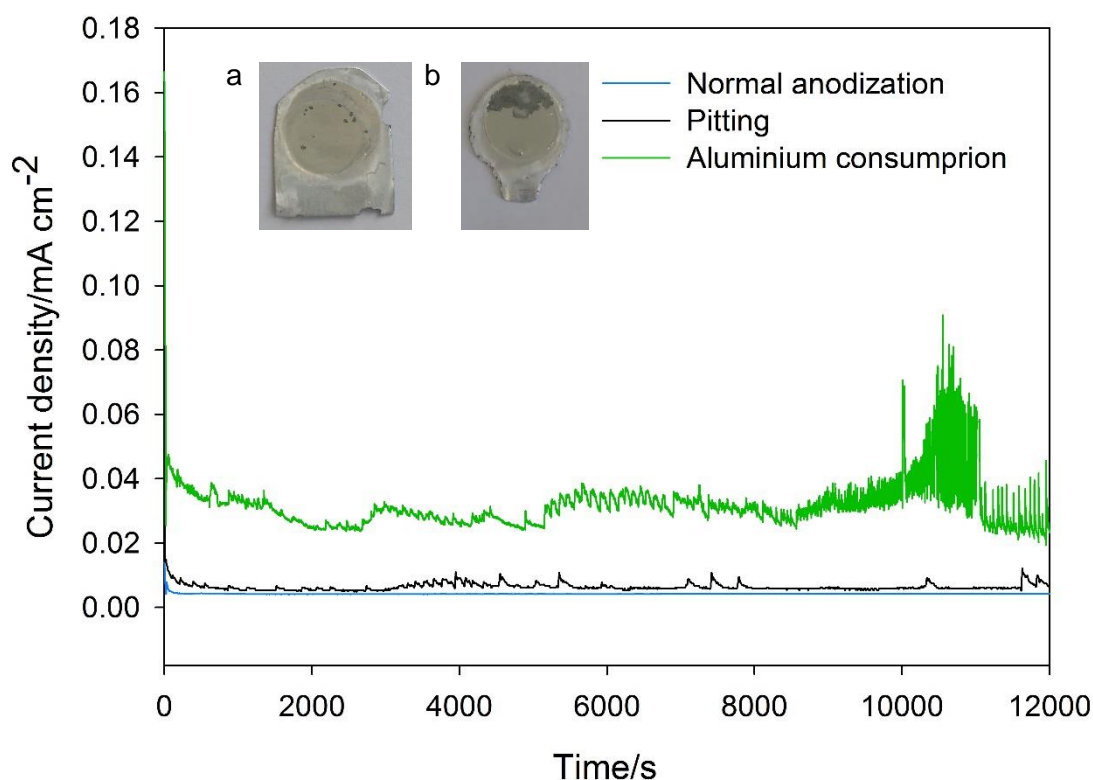 0.18
0.16
0.14
0.12
0.10
0.08
0.06
0.04
0.02
0.00
Current density/mA cm-2
a
b
Normal anodization
Pitting
Aluminium consumprion
0
2000
4000
6000
8000
10000
12000
Time/s